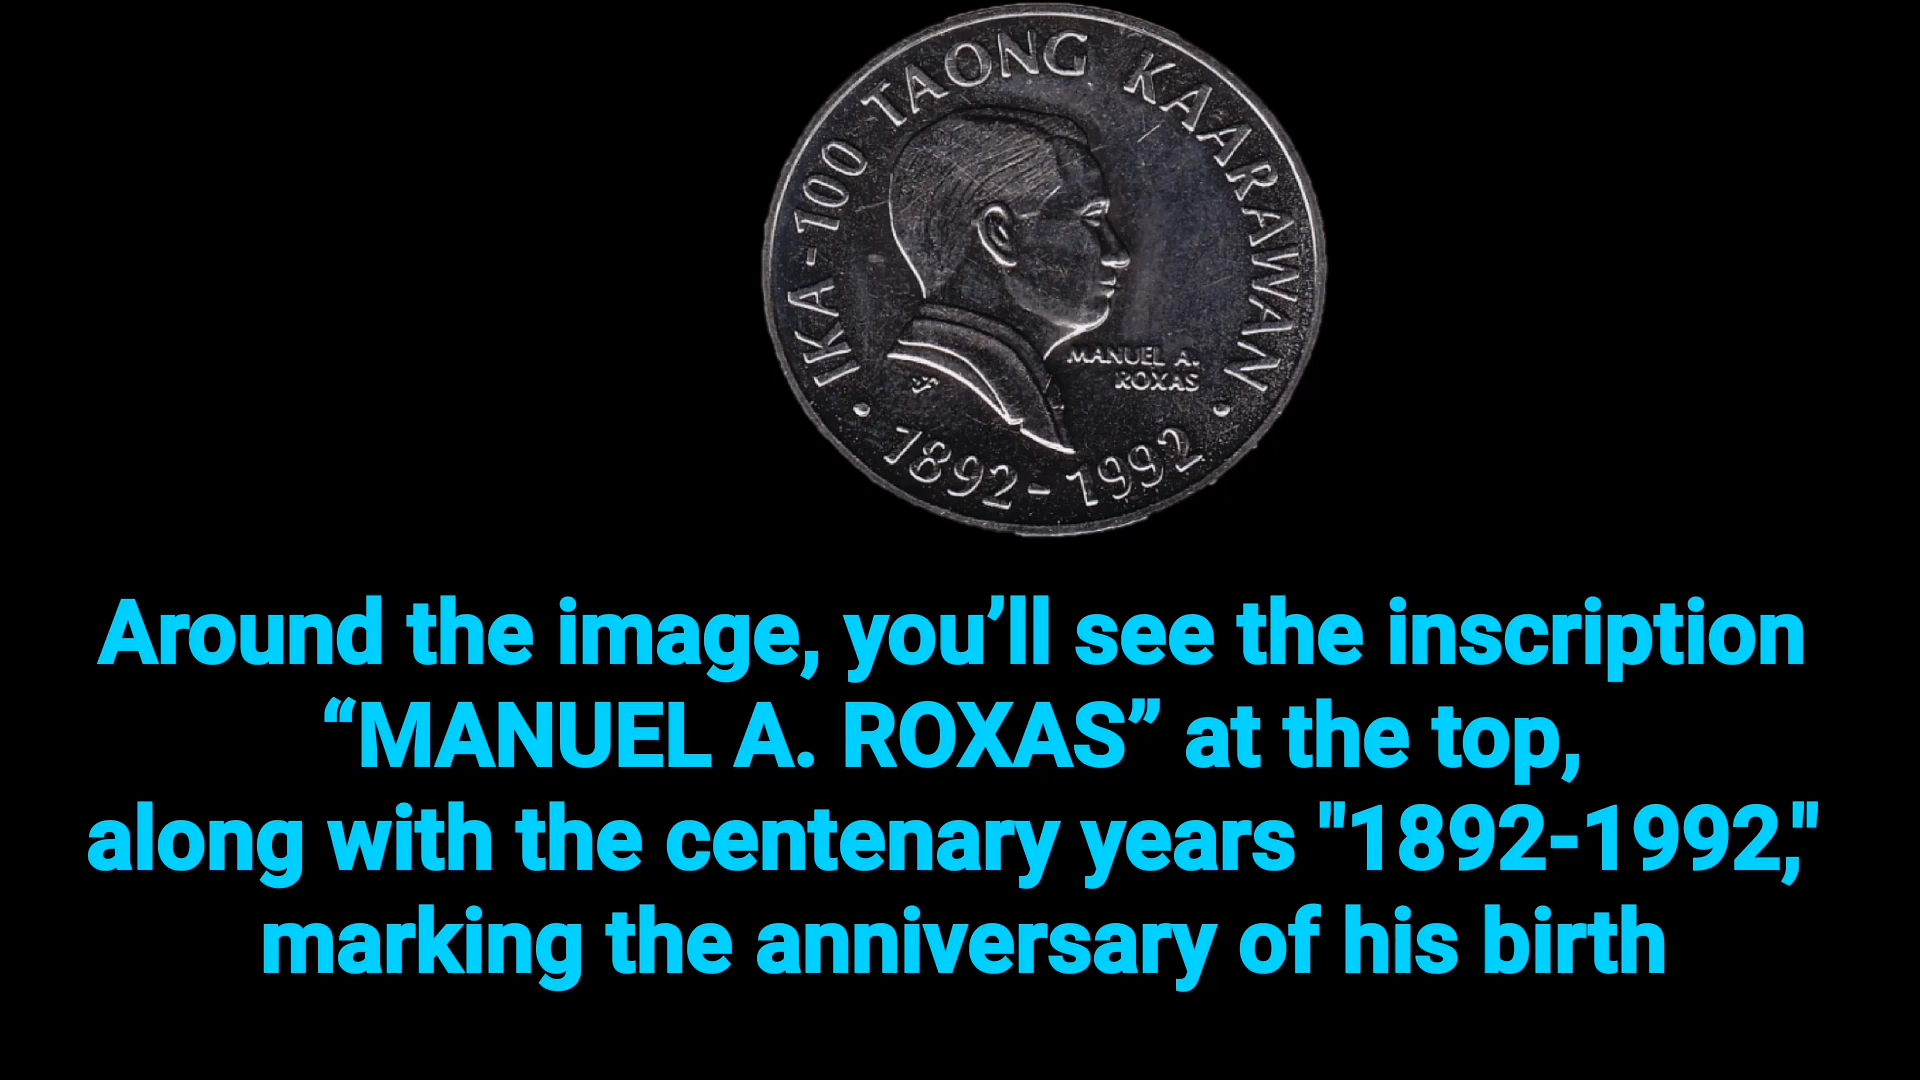 IKA-100 TAONG KAARAWAN
MANUEL A.
ROXAS
1892-1992
Around the image, you’ll see the inscription
“MANUEL A. ROXAS” at the top,
along with the centenary years "1892-1992,"
marking the anniversary of his birth